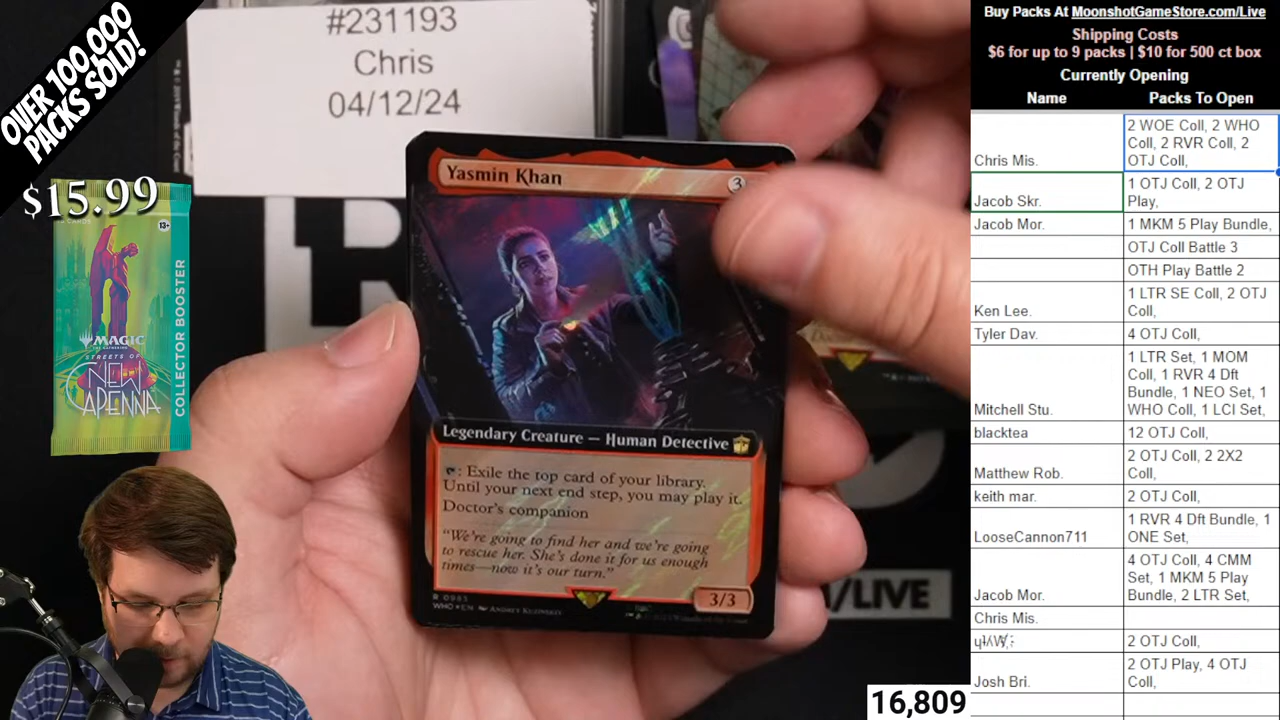 OVER 100,000
PACKS SOLD!
$15.99
13+
MAGIC
STREETS OF
NEW
CAPENNA
COLLECTOR BOOSTER
#231193
Chris
04/12/24
Yasmin Khan
3
Legendary Creature — Human Detective
: Exile the top card of your library.
Until your next end step, you may play it.
Doctor's companion
"We're going to find her and we're going
to rescue her. She's done it for us enough
times—now it's our turn."
3/3
WHO
/LIVE
16,809
Buy Packs At MoonshotGameStore.com/Live
Shipping Costs
$6 for up to 9 packs | $10 for 500 ct box
Currently Opening
Name Packs To Open
Chris Mis. 2 WOE Coll, 2 WHO
Coll, 2 RVR Coll, 2
OTJ Coll,
Jacob Skr. 1 OTJ Coll, 2 OTJ
Play,
Jacob Mor. 1 MKM 5 Play Bundle,
OTJ Coll Battle 3
OTH Play Battle 2
Ken Lee. 1 LTR SE Coll, 2 OTJ
Coll,
Tyler Dav. 4 OTJ Coll,
Mitchell Stu. 1 LTR Set, 1 MOM
Coll, 1 RVR 4 Dft
Bundle, 1 NEO Set, 1
WHO Coll, 1 LCI Set,
blacktea 12 OTJ Coll,
Matthew Rob. 2 OTJ Coll, 2 2X2
Coll,
keith mar. 2 OTJ Coll,
LooseCannon711 1 RVR 4 Dft Bundle, 1
ONE Set,
Jacob Mor. 4 OTJ Coll, 4 CMM
Set, 1 MKM 5 Play
Bundle, 2 LTR Set,
Chris Mis.
2 OTJ Coll,
Josh Bri. 2 OTJ Play, 4 OTJ
Coll,